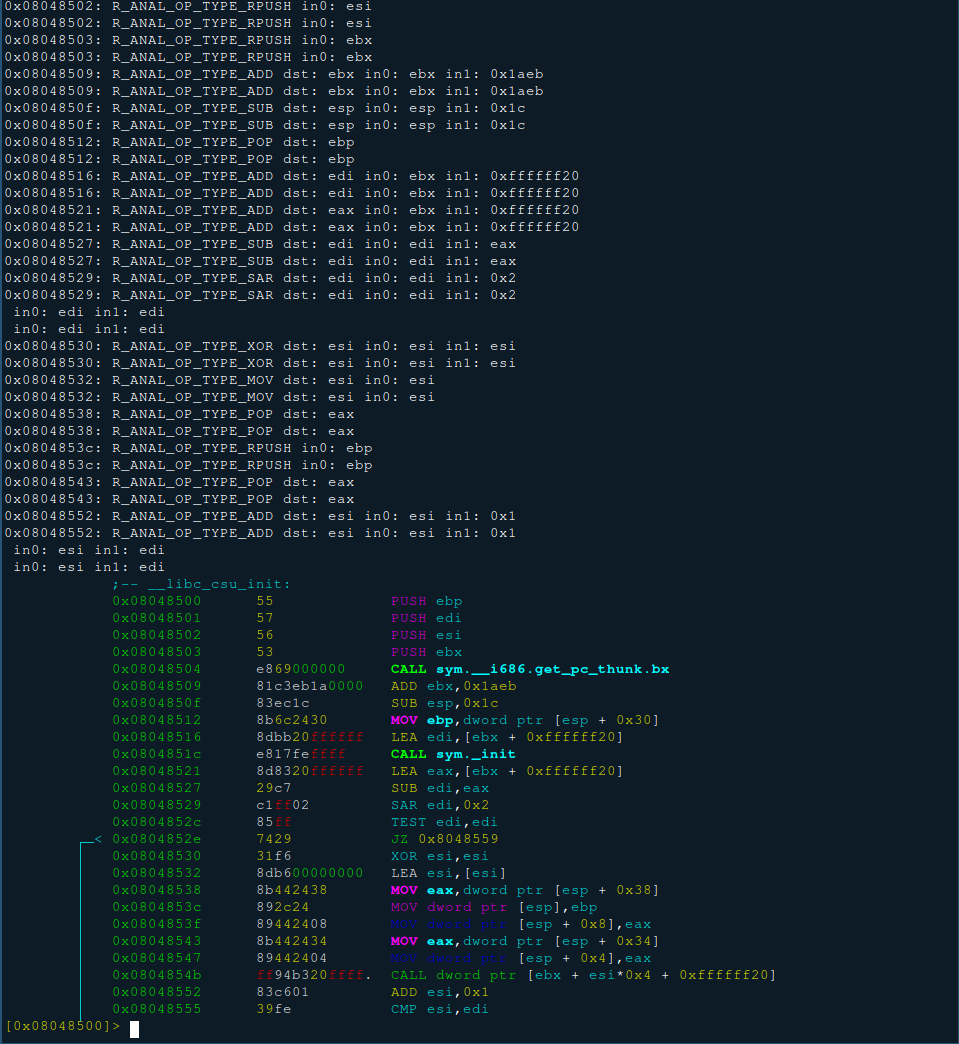 0x08048502: R_ANAL_OP_TYPE_RPUSH in0: esi
0x08048502: R_ANAL_OP_TYPE_RPUSH in0: esi
0x08048503: R_ANAL_OP_TYPE_RPUSH in0: ebx
0x08048503: R_ANAL_OP_TYPE_RPUSH in0: ebx
0x08048509: R_ANAL_OP_TYPE_ADD dst: ebx in0: ebx in1: 0x1aeb
0x08048509: R_ANAL_OP_TYPE_ADD dst: ebx in0: ebx in1: 0x1aeb
0x0804850f: R_ANAL_OP_TYPE_SUB dst: esp in0: esp in1: 0x1c
0x0804850f: R_ANAL_OP_TYPE_SUB dst: esp in0: esp in1: 0x1c
0x08048512: R_ANAL_OP_TYPE_POP dst: ebp
0x08048512: R_ANAL_OP_TYPE_POP dst: ebp
0x08048516: R_ANAL_OP_TYPE_ADD dst: edi in0: ebx in1: 0xffffff20
0x08048516: R_ANAL_OP_TYPE_ADD dst: edi in0: ebx in1: 0xffffff20
0x08048521: R_ANAL_OP_TYPE_ADD dst: eax in0: ebx in1: 0xffffff20
0x08048521: R_ANAL_OP_TYPE_ADD dst: eax in0: ebx in1: 0xffffff20
0x08048527: R_ANAL_OP_TYPE_SUB dst: edi in0: edi in1: eax
0x08048527: R_ANAL_OP_TYPE_SUB dst: edi in0: edi in1: eax
0x08048529: R_ANAL_OP_TYPE_SAR dst: edi in0: edi in1: 0x2
0x08048529: R_ANAL_OP_TYPE_SAR dst: edi in0: edi in1: 0x2
in0: edi in1: edi
in0: edi in1: edi
0x08048530: R_ANAL_OP_TYPE_XOR dst: esi in0: esi in1: esi
0x08048530: R_ANAL_OP_TYPE_XOR dst: esi in0: esi in1: esi
0x08048532: R_ANAL_OP_TYPE_MOV dst: esi in0: esi
0x08048532: R_ANAL_OP_TYPE_MOV dst: esi in0: esi
0x08048538: R_ANAL_OP_TYPE_POP dst: eax
0x08048538: R_ANAL_OP_TYPE_POP dst: eax
0x0804853c: R_ANAL_OP_TYPE_RPUSH in0: ebp
0x0804853c: R_ANAL_OP_TYPE_RPUSH in0: ebp
0x08048543: R_ANAL_OP_TYPE_POP dst: eax
0x08048543: R_ANAL_OP_TYPE_POP dst: eax
0x08048552: R_ANAL_OP_TYPE_ADD dst: esi in0: esi in1: 0x1
0x08048552: R_ANAL_OP_TYPE_ADD dst: esi in0: esi in1: 0x1
in0: esi in1: edi
in0: esi in1: edi
;-- __libc_csu_init:
0x08048500 55 PUSH ebp
0x08048501 57 PUSH edi
0x08048502 56 PUSH esi
0x08048503 53 PUSH ebx
0x08048504 e869000000 CALL sym.__i686.get_pc_thunk.bx
0x08048509 81c3eb1a0000 ADD ebx,0x1aeb
0x0804850f 83ec1c SUB esp,0x1c
0x08048512 8b6c2430 MOV ebp,dword ptr [esp + 0x30]
0x08048516 8dbb20ffffff LEA edi,[ebx + 0xffffff20]
0x0804851c e817feffff CALL sym._init
0x08048521 8d8320ffffff LEA eax,[ebx + 0xffffff20]
0x08048527 29c7 SUB edi,eax
0x08048529 c1ff02 SAR edi,0x2
0x0804852c 85ff TEST edi,edi
< 0x0804852e 7429 JZ 0x8048559
0x08048530 31f6 XOR esi,esi
0x08048532 8db600000000 LEA esi,[esi]
0x08048538 8b442438 MOV eax,dword ptr [esp + 0x38]
0x0804853c 892c24 MOV dword ptr [esp],ebp
0x0804853f 89442408 MOV dword ptr [esp + 0x8],eax
0x08048543 8b442434 MOV eax,dword ptr [esp + 0x34]
0x08048547 89442404 MOV dword ptr [esp + 0x4],eax
0x0804854b ff94b320ffff. CALL dword ptr [ebx + esi*0x4 + 0xffffff20]
0x08048552 83c601 ADD esi,0x1
0x08048555 39fe CMP esi,edi
[0x08048500]>